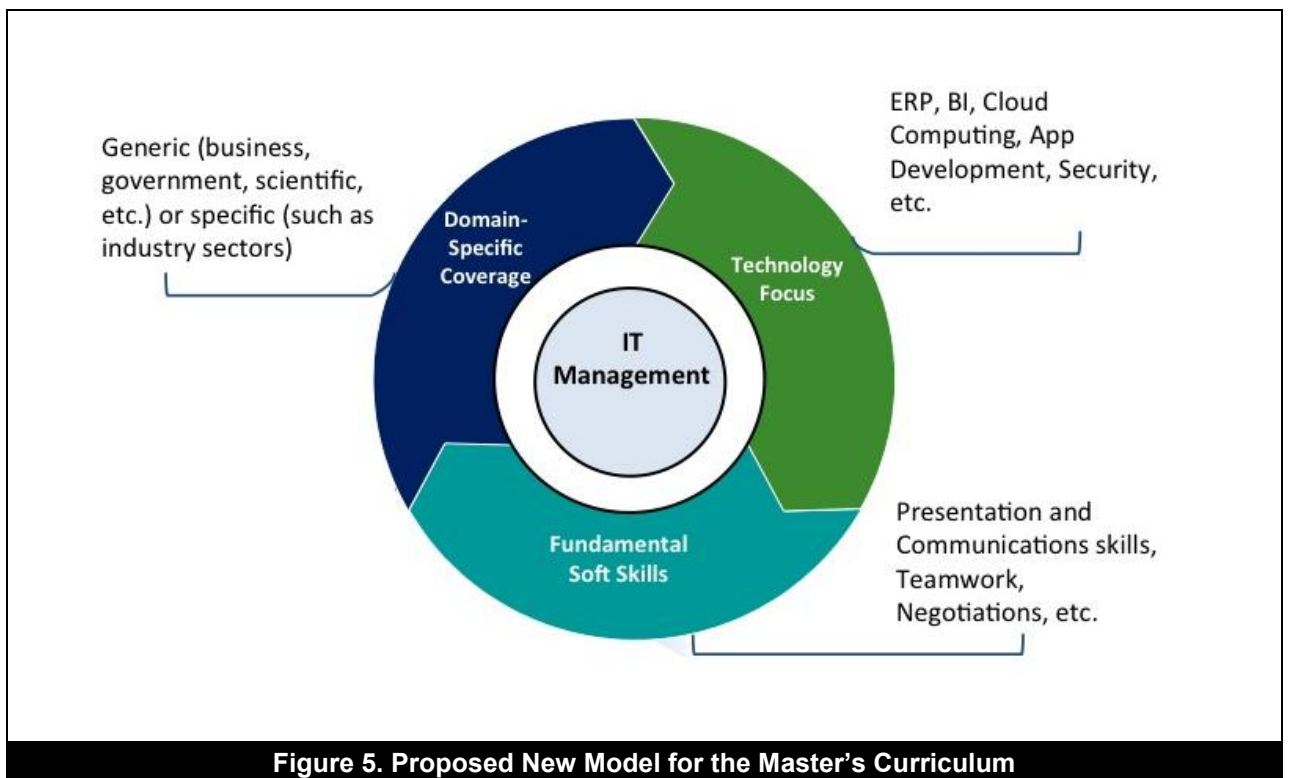 Generic (business,
government, scientific,
etc.) or specific (such as
industry sectors)
Domain-
Specific
Coverage
ERP, BI, Cloud
Computing, App
Development, Security,
etc.
Technology
Focus
IT
Management
Fundamental
Soft Skills
Presentation and
Communications skills,
Teamwork,
Negotiations, etc.
Figure 5. Proposed New Model for the Master's Curriculum